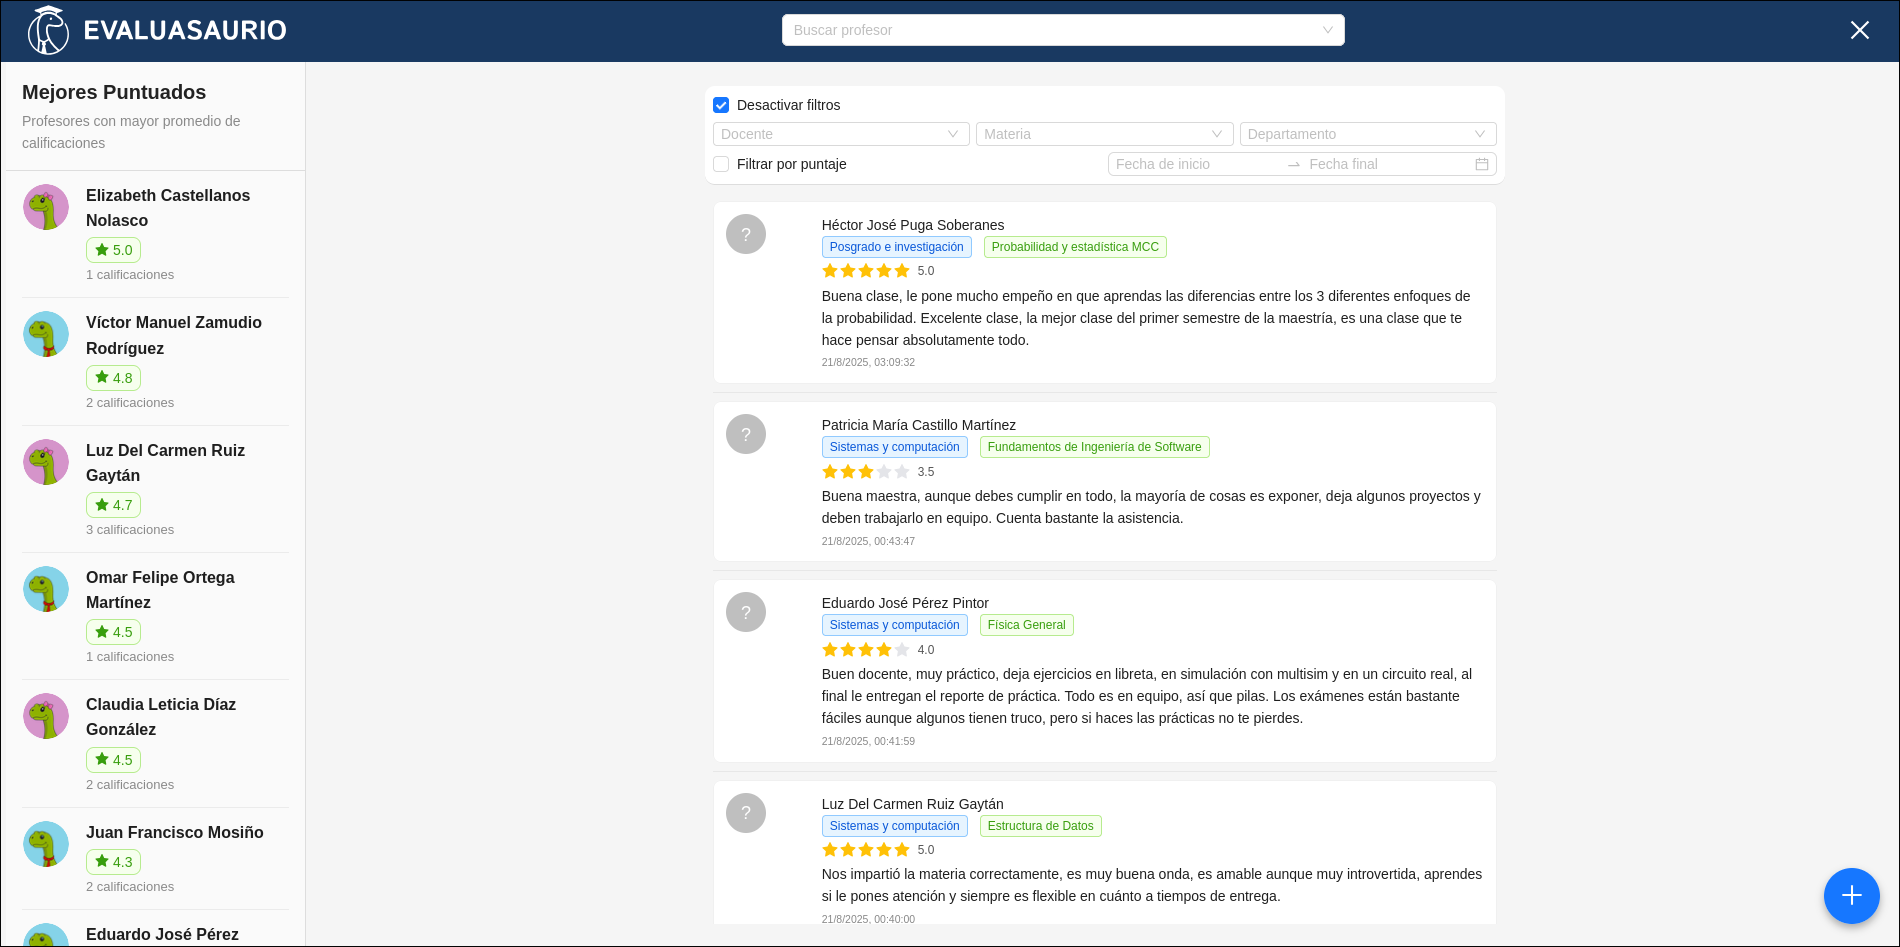 EVALUASAURIO
Buscar profesor
Mejores Puntuados
Profesores con mayor promedio de
calificaciones
Elizabeth Castellanos
Nolasco
5.0
1 calificaciones
Víctor Manuel Zamudio
Rodríguez
4.8
2 calificaciones
Luz Del Carmen Ruiz
Gaytán
4.7
3 calificaciones
Omar Felipe Ortega
Martínez
4.5
1 calificaciones
Claudia Leticia Díaz
González
4.5
2 calificaciones
Juan Francisco Mosiño
4.3
2 calificaciones
Eduardo José Pérez
Desactivar filtros
Docente Materia Departamento
Filtrar por puntaje Fecha de inicio Fecha final
?
Héctor José Puga Soberanes
Posgrado e investigación Probabilidad y estadística MCC
5.0
Buena clase, le pone mucho empeño en que aprendas las diferencias entre los 3 diferentes enfoques de
la probabilidad. Excelente clase, la mejor clase del primer semestre de la maestría, es una clase que te
hace pensar absolutamente todo.
21/8/2025, 03:09:32
?
Patricia María Castillo Martínez
Sistemas y computación Fundamentos de Ingeniería de Software
3.5
Buena maestra, aunque debes cumplir en todo, la mayoría de cosas es exponer, deja algunos proyectos y
deben trabajarlo en equipo. Cuenta bastante la asistencia.
21/8/2025, 00:43:47
?
Eduardo José Pérez Pintor
Sistemas y computación Física General
4.0
Buen docente, muy práctico, deja ejercicios en libreta, en simulación con multisim y en un circuito real, al
final le entregan el reporte de práctica. Todo es en equipo, así que pilas. Los exámenes están bastante
fáciles aunque algunos tienen truco, pero si haces las prácticas no te pierdes.
21/8/2025, 00:41:59
?
Luz Del Carmen Ruiz Gaytán
Sistemas y computación Estructura de Datos
5.0
Nos impartió la materia correctamente, es muy buena onda, es amable aunque muy introvertida, aprendes
si le pones atención y siempre es flexible en cuánto a tiempos de entrega.
21/8/2025, 00:40:00